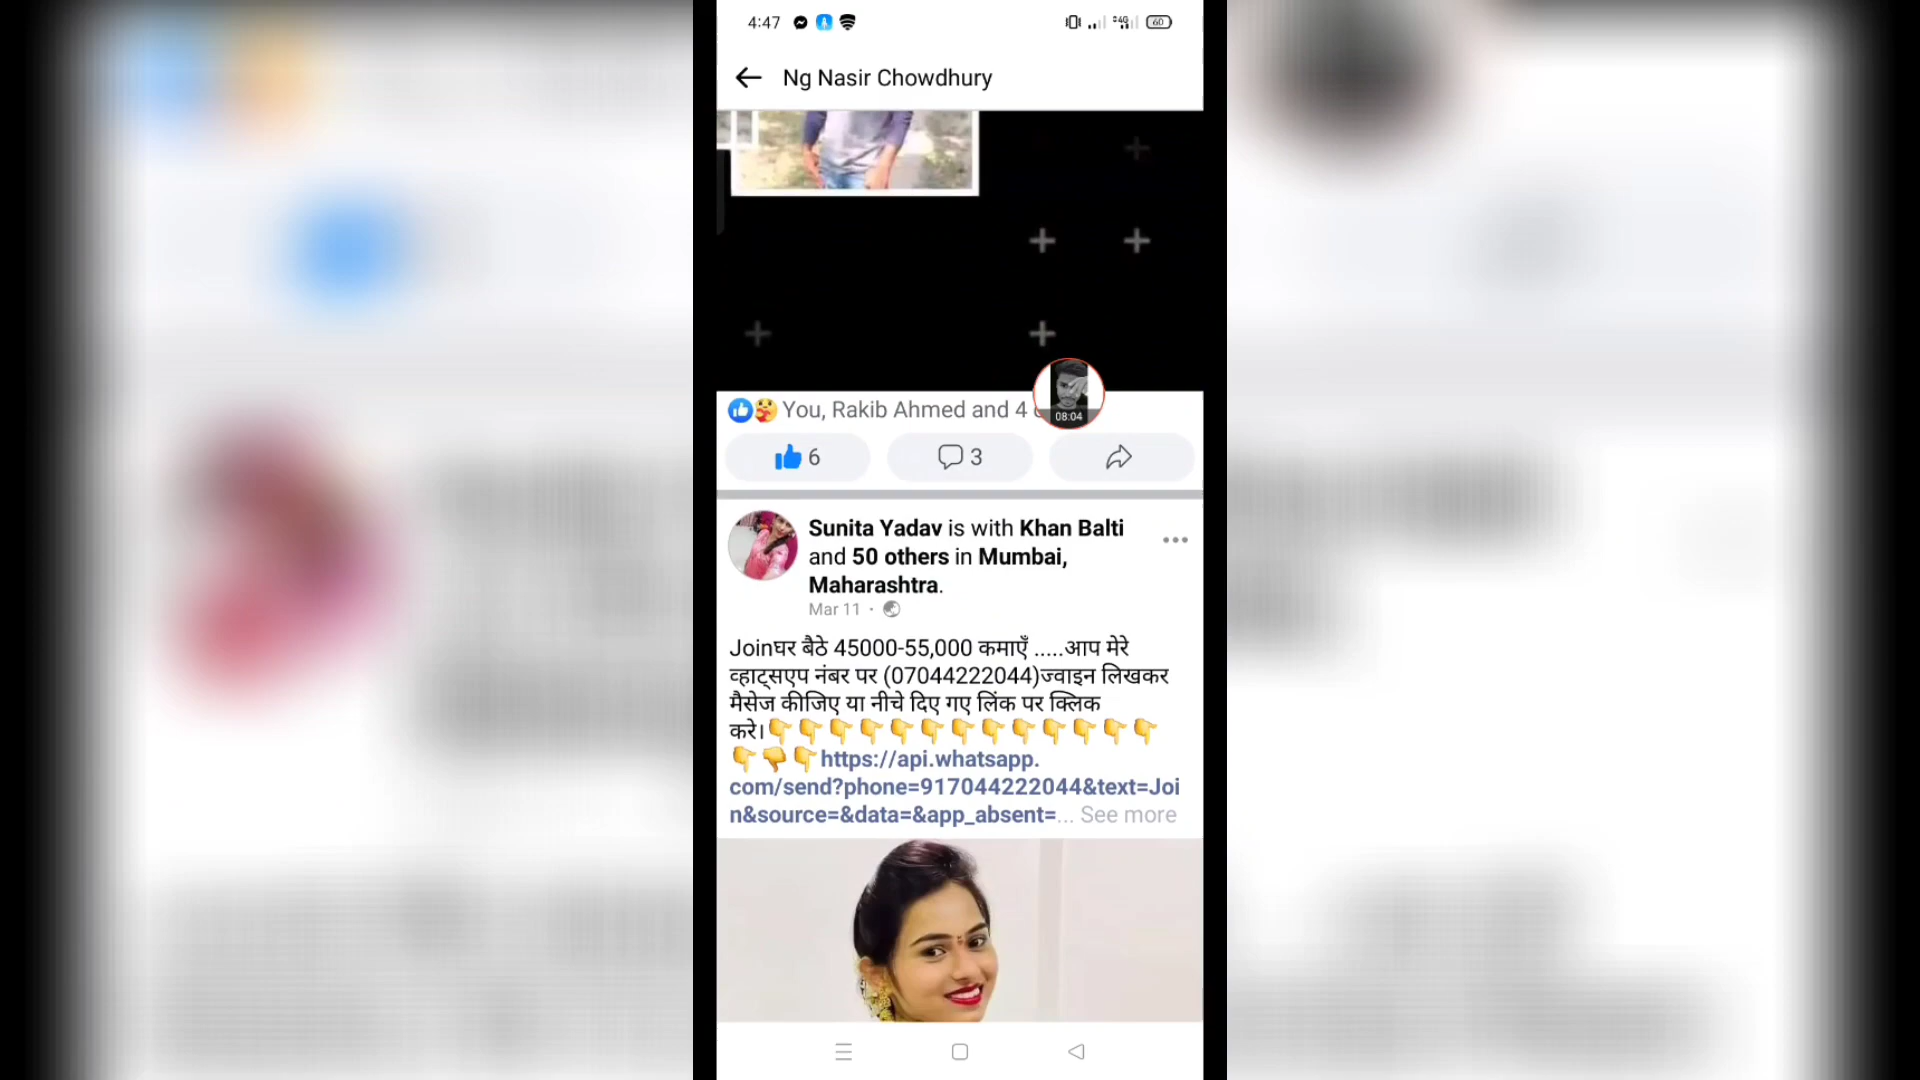 4:47
4G
60
Ng Nasir Chowdhury
You, Rakib Ahmed and 4
08:04
6
3
Sunita Yadav is with Khan Balti
and 50 others in Mumbai,
Maharashtra.
Mar 11 ·
Joinघर बैठे 45000-55,000 कमाएँ .....आप मेरे
व्हाट्सएप नंबर पर (07044222044)ज्वाइन लिखकर
मैसेज कीजिए या नीचे दिए गए लिंक पर क्लिक
करे।👇👇👇👇👇👇👇👇👇👇👇👇👇
👇👎👇https://api.whatsapp.
com/send?phone=917044222044&text=Joi
n&source=&data=&app_absent=... See more